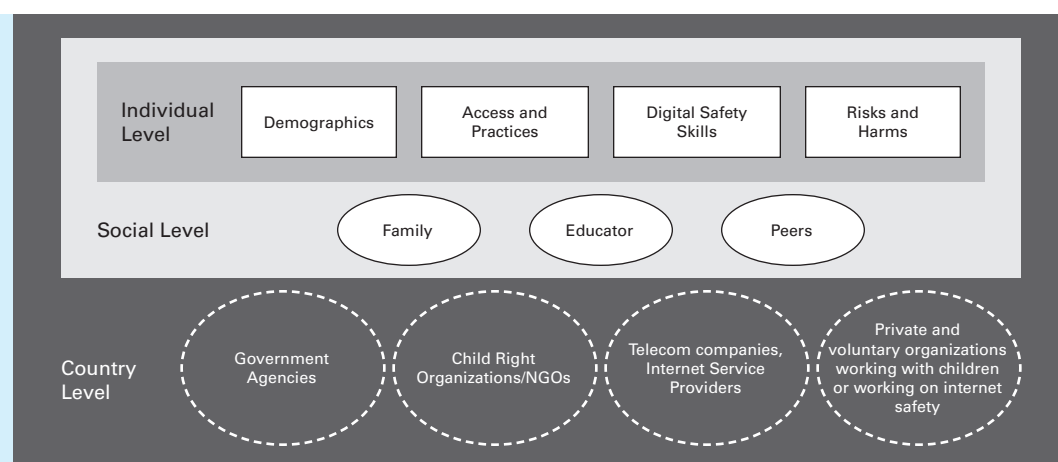 Individual
Level
Demographics
Access and
Practices
Digital Safety
Skills
Risks and
Harms
Social Level
Family
Educator
Peers
Country
Level
Government
Agencies
Child Right
Organizations/NGOs
Telecom companies,
Internet Service
Providers
Private and
voluntary organizations
working with children
or working on internet
safety